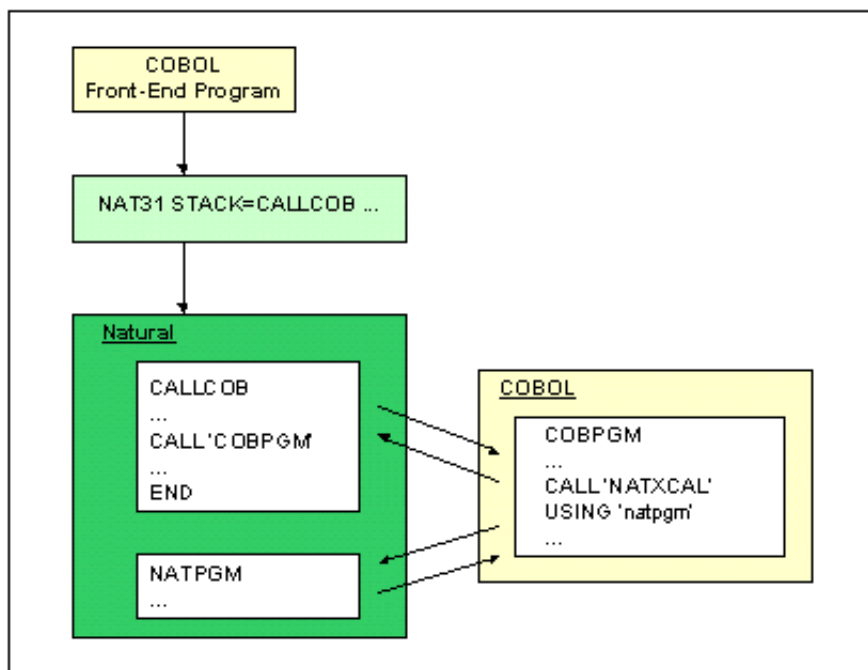 COBOL
Front-End Program
NAT31 STACK=CALLCOB ...
Natural
CALLCOB
...
CALL'COBPGM'
...
END
NATPGM
...
COBOL
COBPGM
...
CALL'NATXCAL'
USING 'natpgm'
...